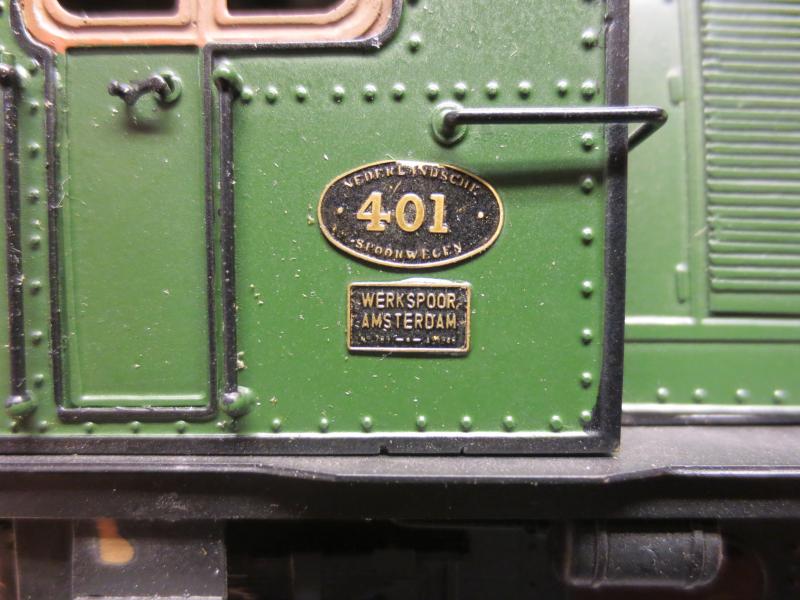 NEDERLANDSCHE
401
SPOORWEGEN
WERKSPOOR
AMSTERDAM